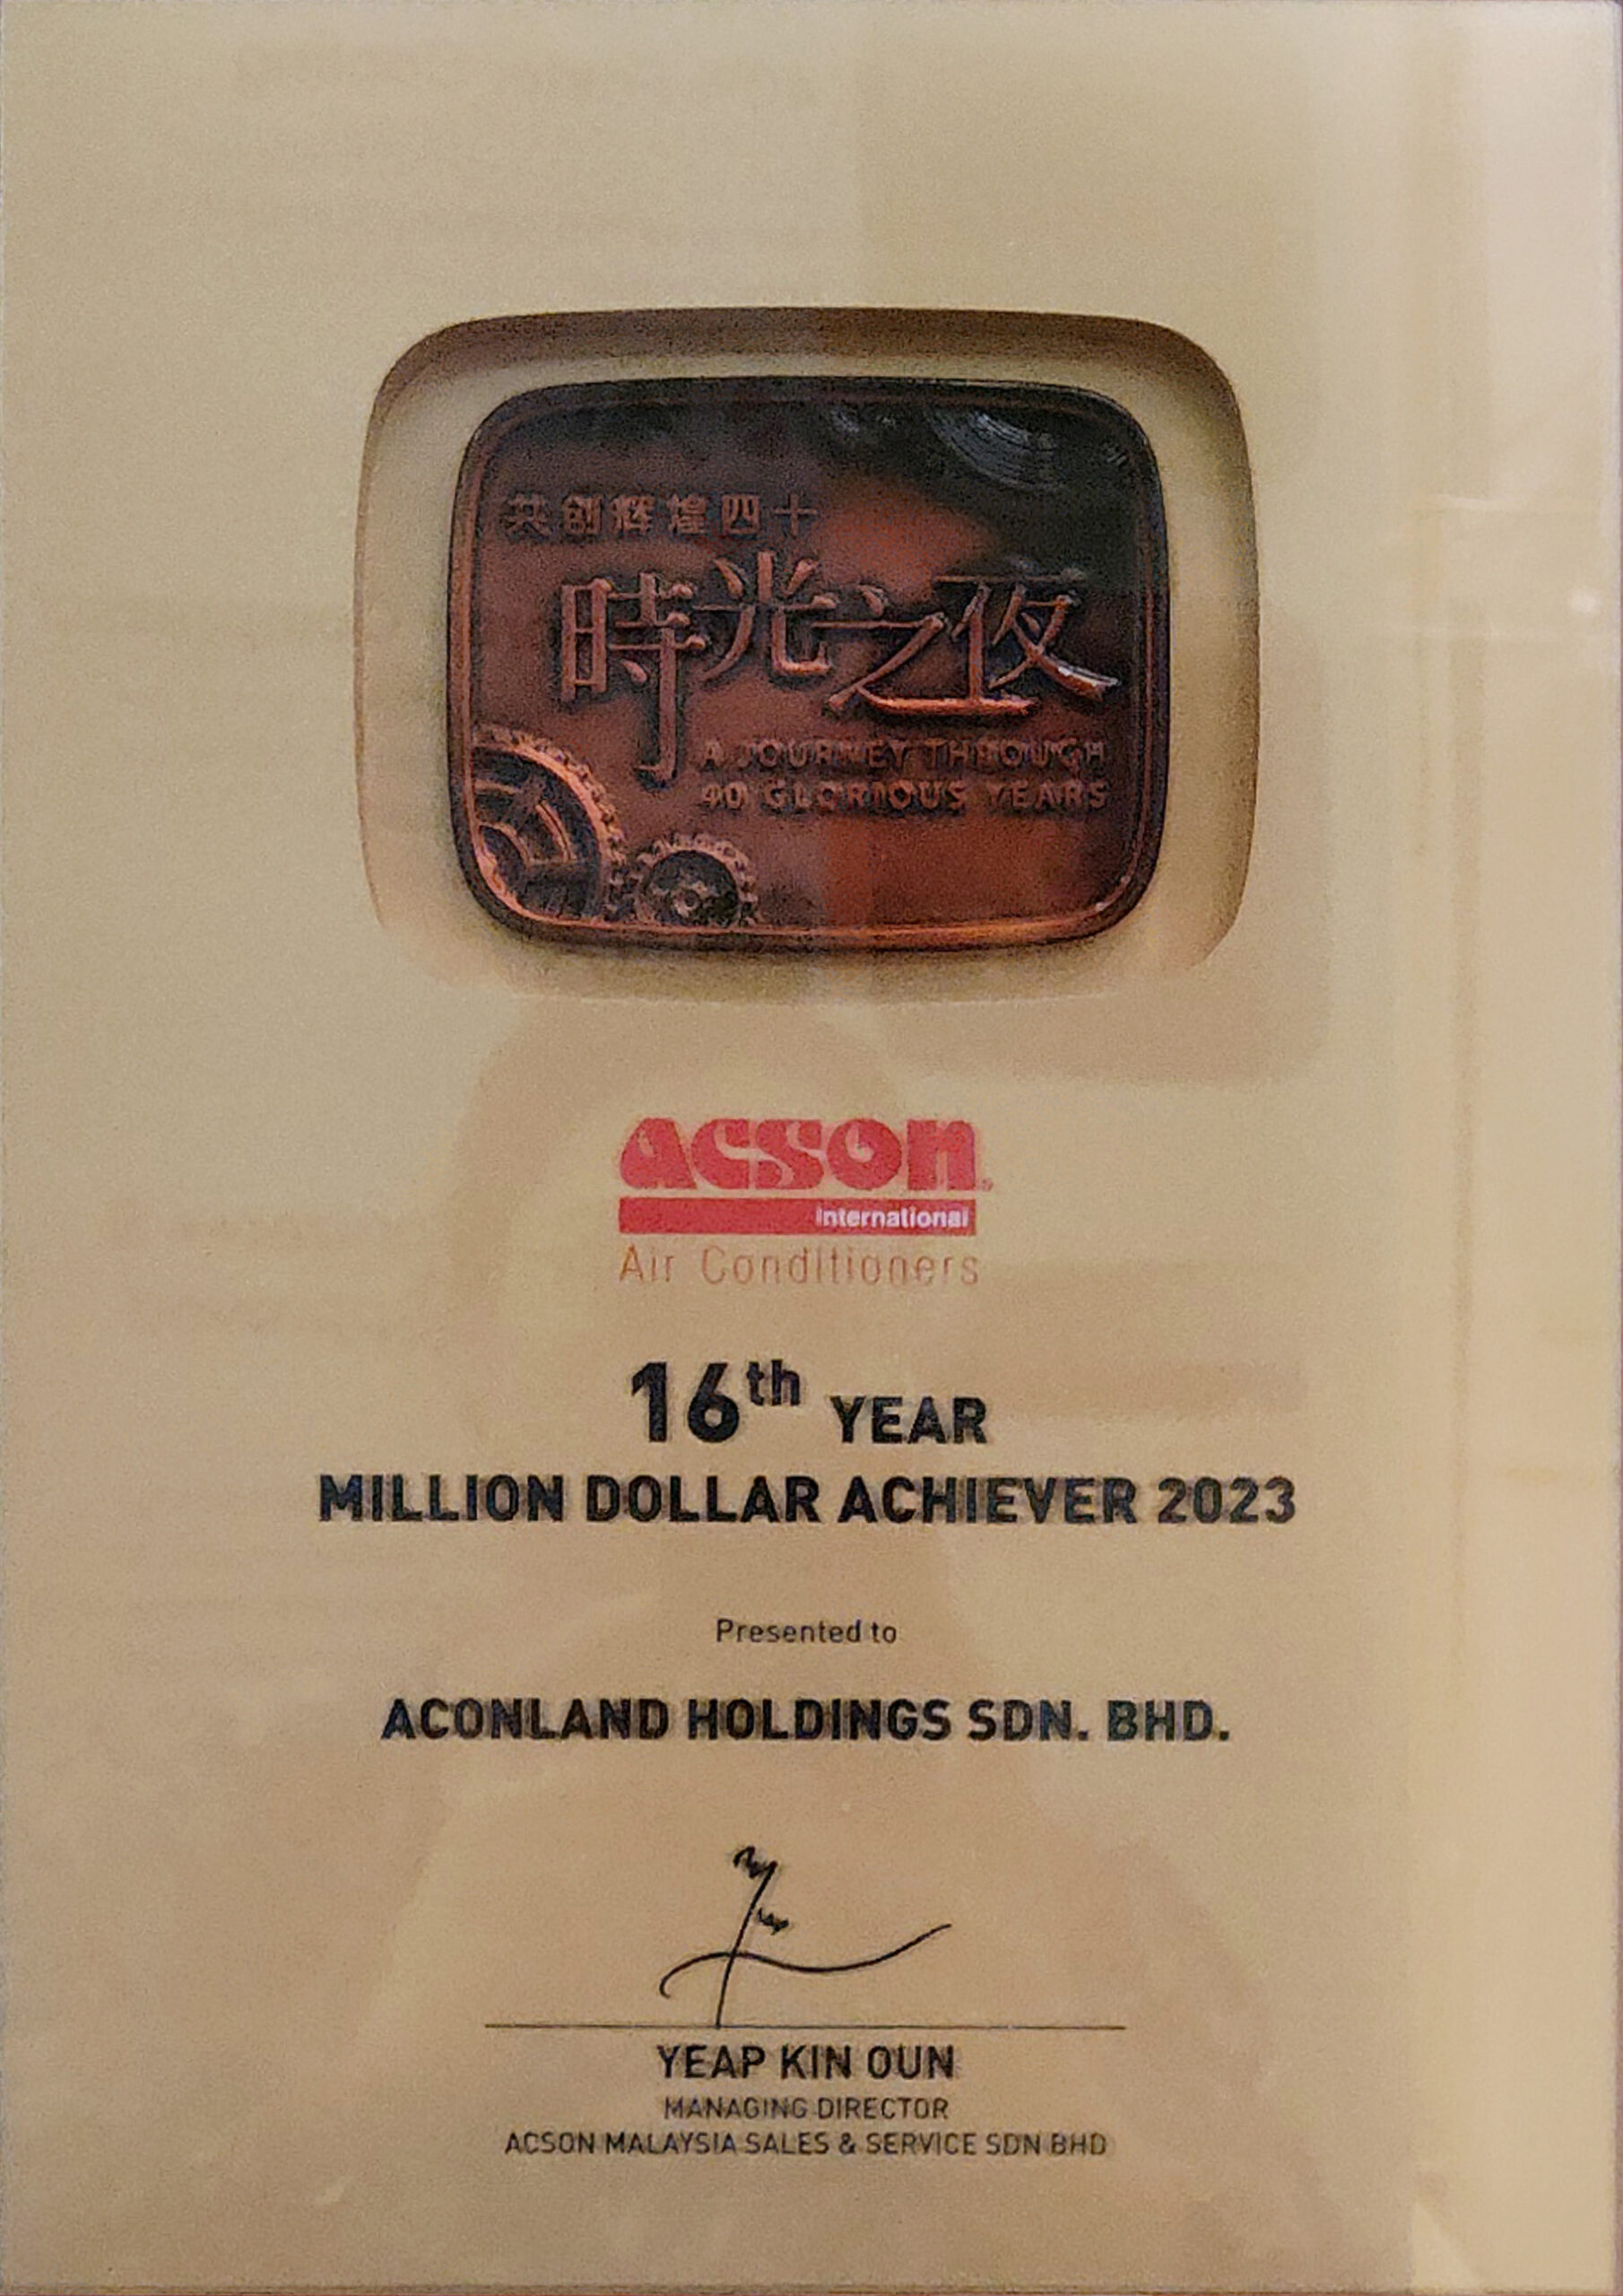 共创辉煌四十
時光之夜
A JOURNEY THROUGH
40 GLORIOUS YEARS
acson
international
Air Conditioners
16th YEAR
MILLION DOLLAR ACHIEVER 2023
Presented to
ACONLAND HOLDINGS SDN. BHD.
YEAP KIN OUN
MANAGING DIRECTOR
ACSON MALAYSIA SALES & SERVICE SDN BHD